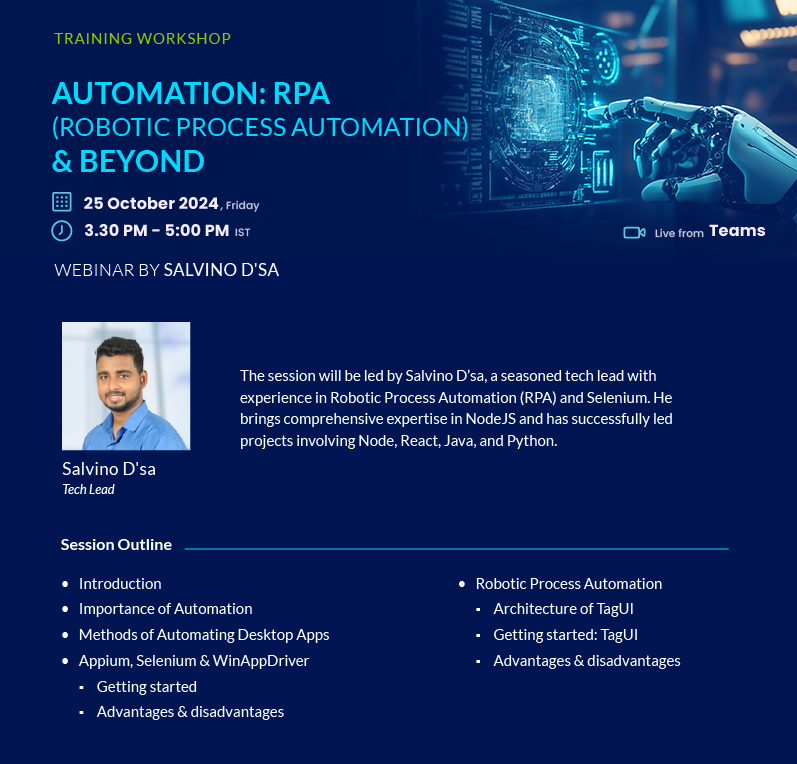 TRAINING WORKSHOP
AUTOMATION: RPA
(ROBOTIC PROCESS AUTOMATION)
& BEYOND
25 October 2024, Friday
3.30 PM - 5:00 PM IST
Live from Teams
WEBINAR BY SALVINO D'SA
The session will be led by Salvino D'sa, a seasoned tech lead with
experience in Robotic Process Automation (RPA) and Selenium. He
brings comprehensive expertise in NodeJS and has successfully led
projects involving Node, React, Java, and Python.
Salvino D'sa
Tech Lead
Session Outline
• Introduction
• Importance of Automation
• Methods of Automating Desktop Apps
• Appium, Selenium & WinAppDriver
▪ Getting started
▪ Advantages & disadvantages
• Robotic Process Automation
▪ Architecture of TagUI
▪ Getting started: TagUI
▪ Advantages & disadvantages